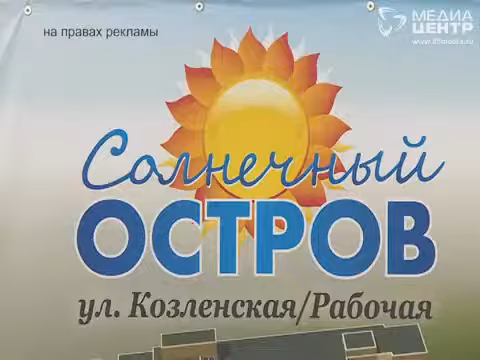 на правах рекламы
МЕДИА
ЦЕНТР
Солнечный
ОСТРОВ
ул. Козленская/Рабочая